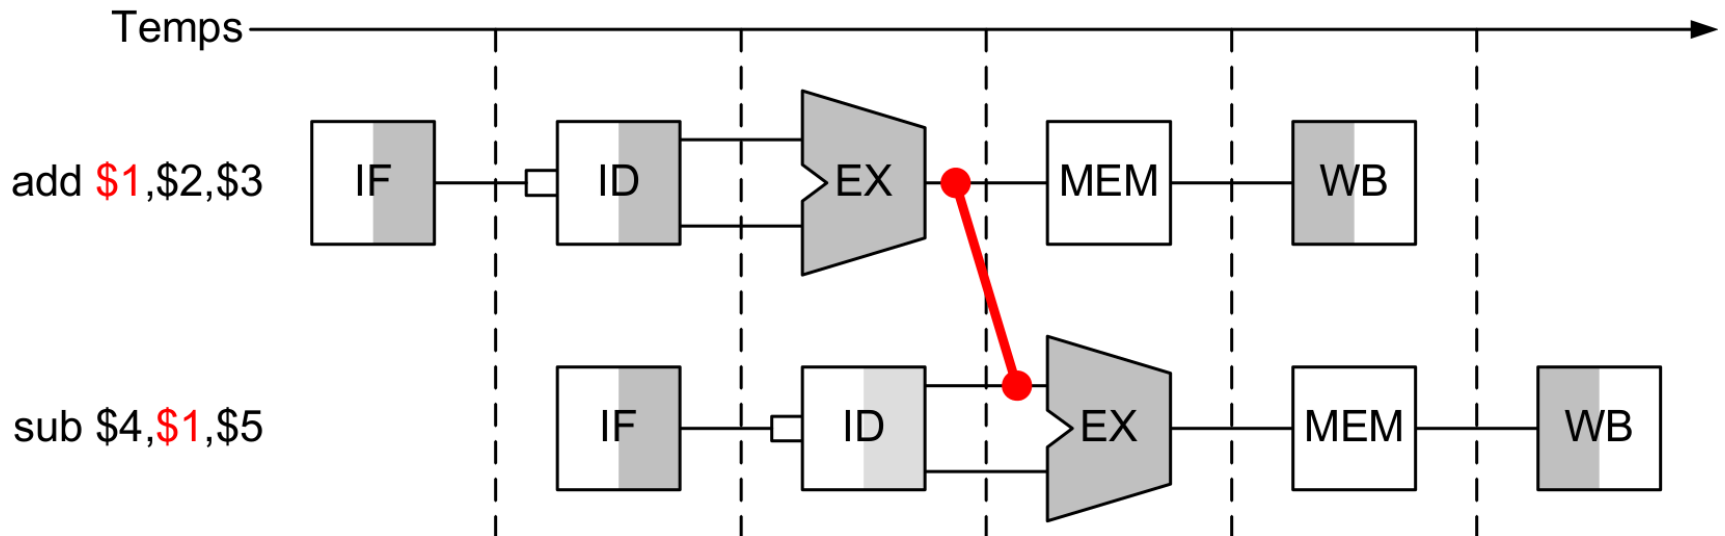 Temps
add $1,$2,$3 IF ID EX MEM WB
sub $4,$1,$5 IF ID EX MEM WB